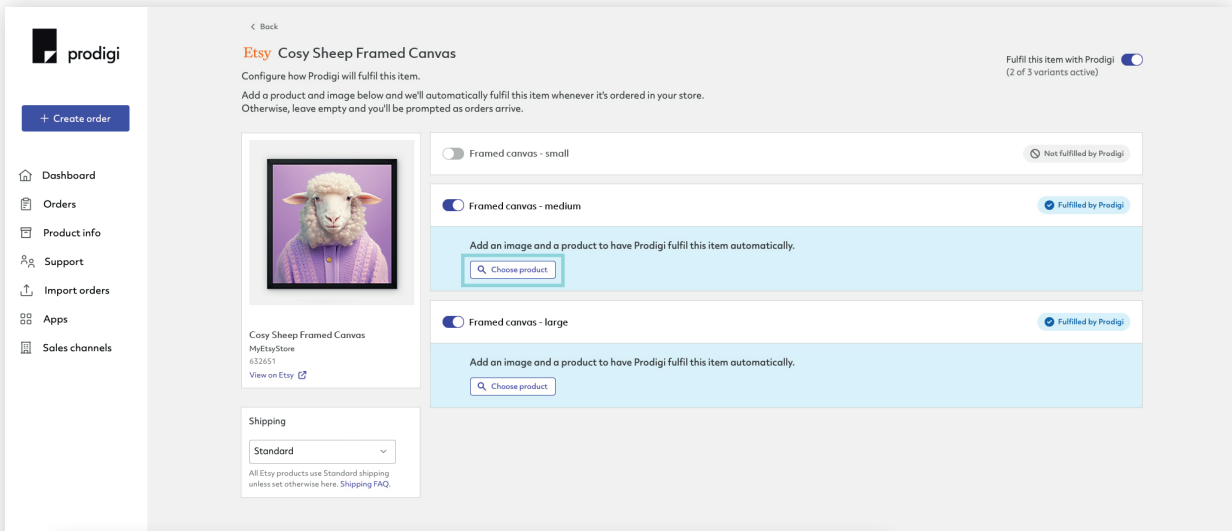 Back
prodigi
Etsy Cosy Sheep Framed Canvas
Fulfil this item with Prodigi
(2 of 3 variants active)
Configure how Prodigi will fulfil this item.
Add a product and image below and we'll automatically fulfil this item whenever it's ordered in your store.
Otherwise, leave empty and you'll be prompted as orders arrive.
+ Create order
Dashboard
Orders
Product info
Support
Import orders
Apps
Sales channels
Framed canvas - small
Not fulfilled by Prodigi
Framed canvas - medium
Fulfilled by Prodigi
Add an image and a product to have Prodigi fulfil this item automatically.
Choose product
Framed canvas - large
Fulfilled by Prodigi
Add an image and a product to have Prodigi fulfil this item automatically.
Choose product
Cosy Sheep Framed Canvas
MyEtsyStore
632651
View on Etsy
Shipping
Standard
All Etsy products use Standard shipping
unless set otherwise here. Shipping FAQ.